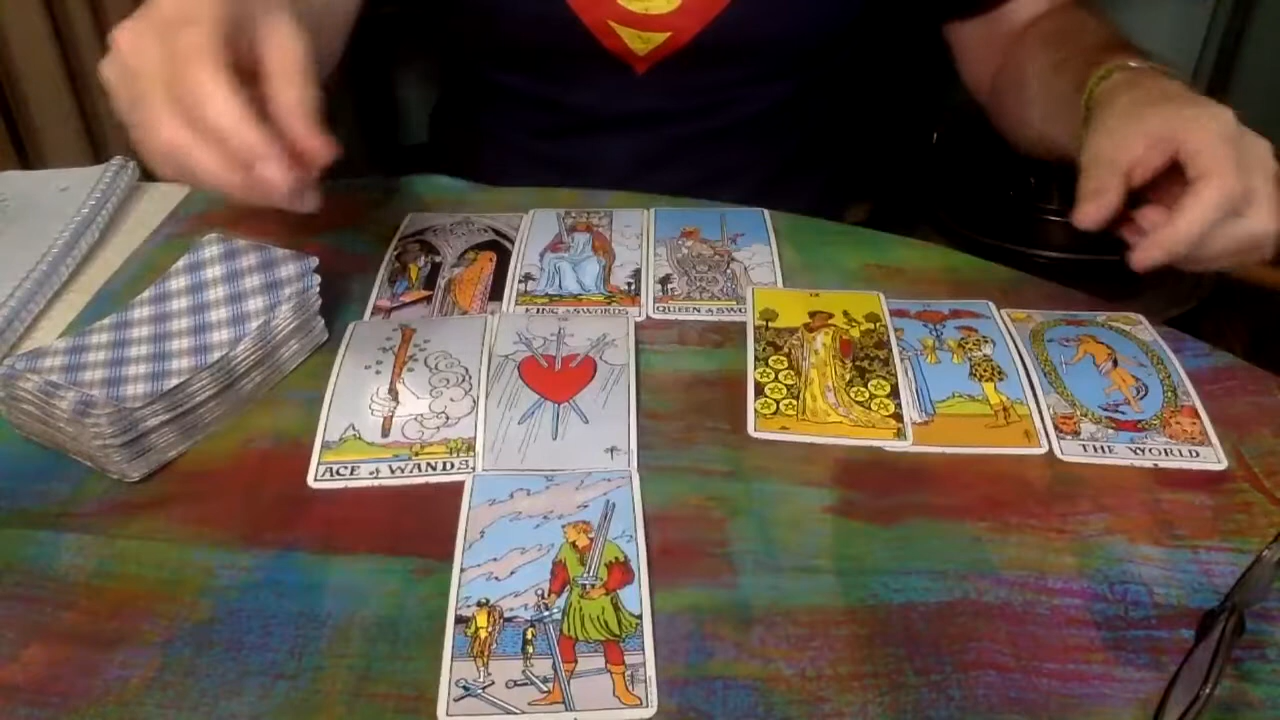 KING of SWORDS
QUEEN of SWO
ACE of WANDS.
THE WORLD.